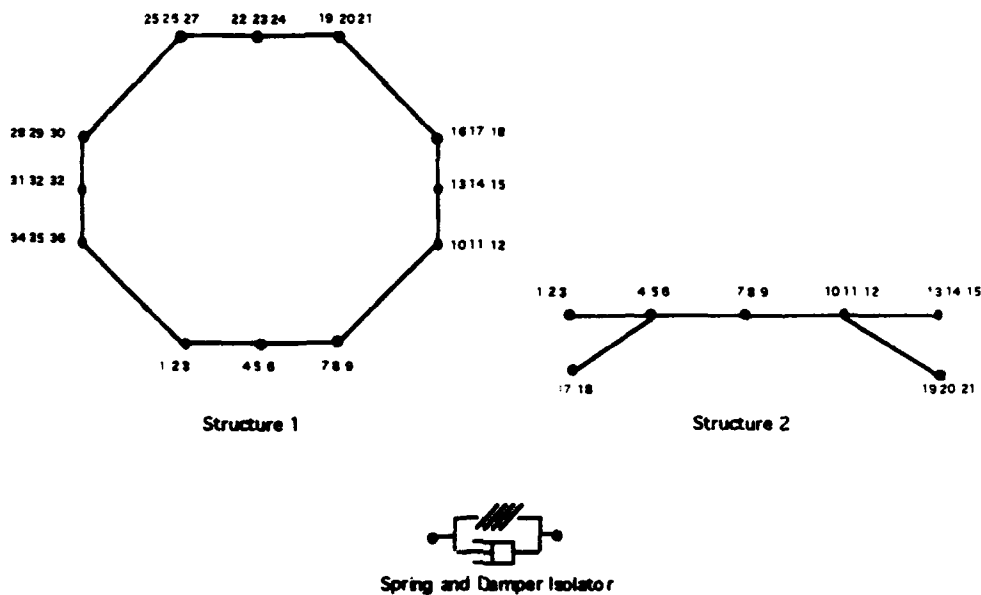 25 25 27 22 23 24 19 20 21
28 29 30 16 17 18
31 32 32 13 14 15
34 35 36 10 11 12
1 2 3 4 5 6 7 8 9 10 11 12 13 14 15
1 2 3 4 5 6 7 8 9
17 18 19 20 21
Structure 1 Structure 2
Spring and Damper Isolator